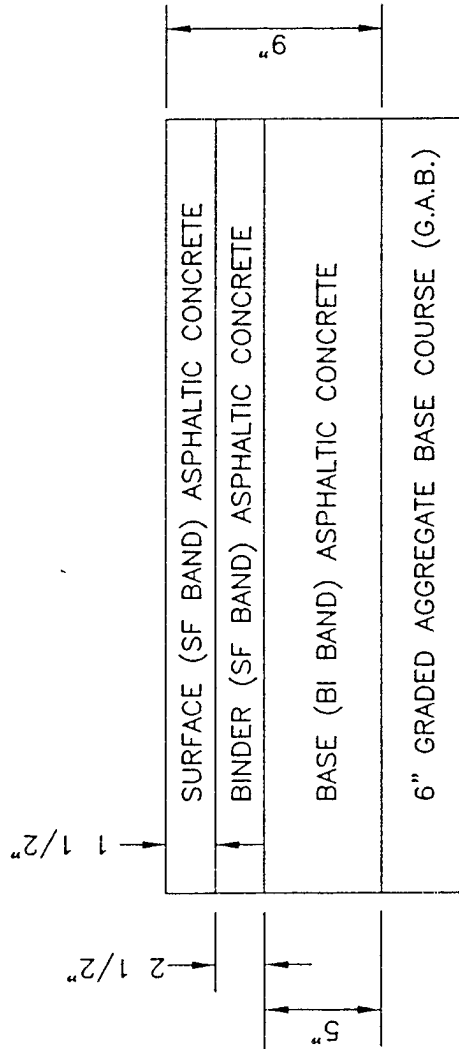 SURFACE (SF BAND) ASPHALTIC CONCRETE
BINDER (SF BAND) ASPHALTIC CONCRETE
BASE (BI BAND) ASPHALTIC CONCRETE
6" GRADED AGGREGATE BASE COURSE (G.A.B.)
1 1/2"
2 1/2"
5"
9"